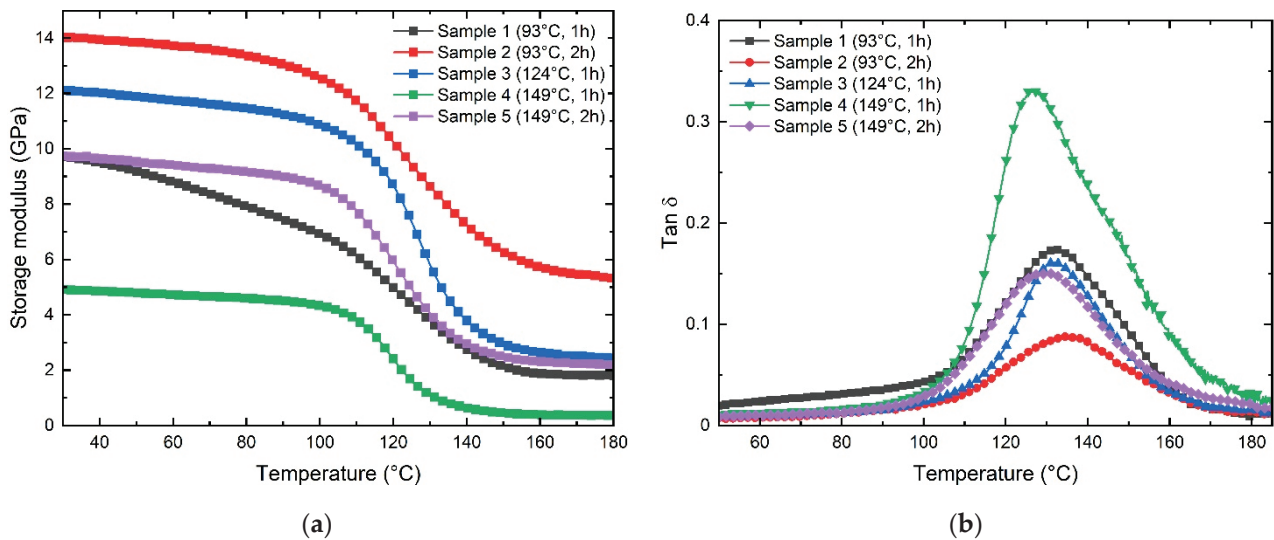 14
12
10
8
6
4
2
0
Storage modulus (GPa)
40
60
80
100
120
140
160
180
Temperature (°C)
Sample 1 (93°C, 1h)
Sample 2 (93°C, 2h)
Sample 3 (124°C, 1h)
Sample 4 (149°C, 1h)
Sample 5 (149°C, 2h)
(a)
0.4
0.3
0.2
0.1
0
Tan δ
60
80
100
120
140
160
180
Temperature (°C)
Sample 1 (93°C, 1h)
Sample 2 (93°C, 2h)
Sample 3 (124°C, 1h)
Sample 4 (149°C, 1h)
Sample 5 (149°C, 2h)
(b)